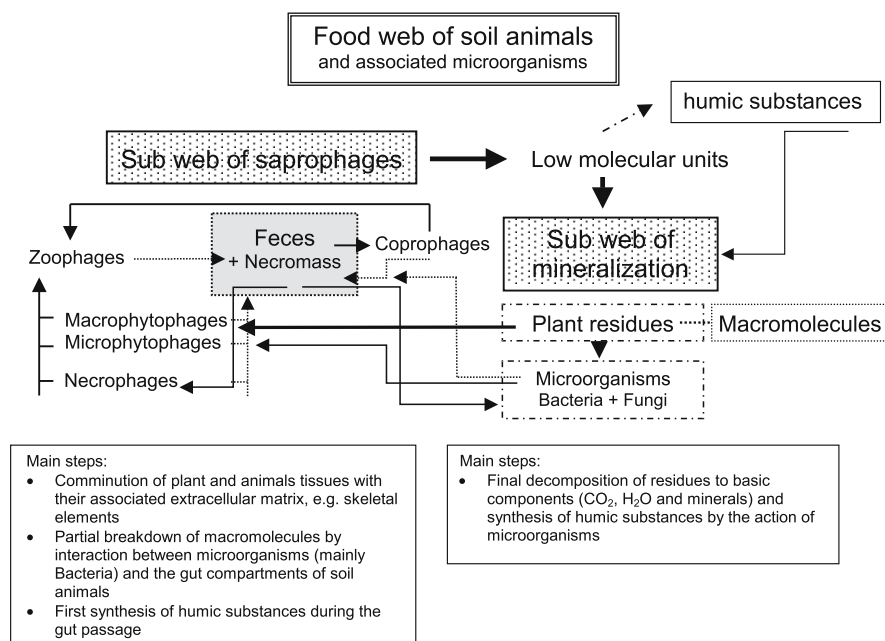 Food web of soil animals
and associated microorganisms
humic substances
Sub web of saprophages
Low molecular units
Feces
+ Necromass
Coprophages
Zoophages
Sub web of
mineralization
Macrophytophages
Microphytophages
Necrophages
Plant residues
Macromolecules
Microorganisms
Bacteria + Fungi
Main steps:
• Comminution of plant and animals tissues with
their associated extracellular matrix, e.g. skeletal
elements
• Partial breakdown of macromolecules by
interaction between microorganisms (mainly
Bacteria) and the gut compartments of soil
animals
• First synthesis of humic substances during the
gut passage
Main steps:
• Final decomposition of residues to basic
components (CO₂, H₂O and minerals) and
synthesis of humic substances by the action of
microorganisms